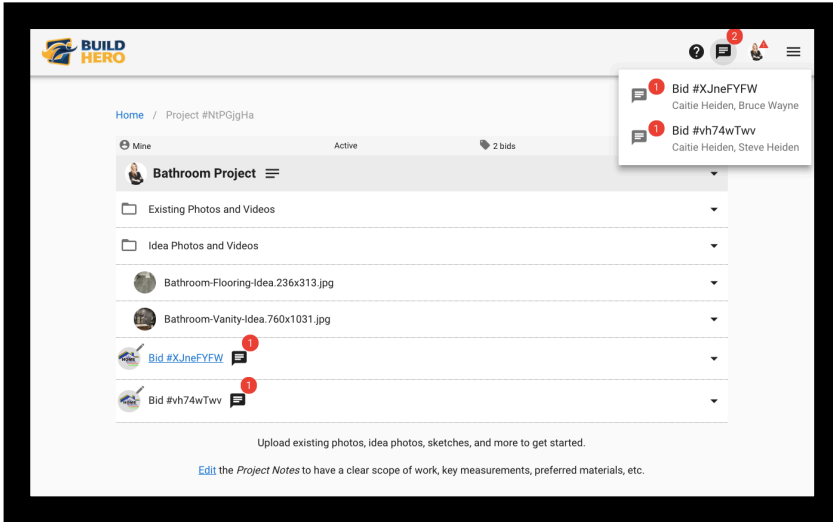 BUILD
HERO
2
1 Bid #XJneFYFW
Caitie Heiden, Bruce Wayne
1 Bid #vh74wTwv
Caitie Heiden, Steve Heiden
Home / Project #NtPGjgHa
Mine Active 2 bids
Bathroom Project
Existing Photos and Videos
Idea Photos and Videos
Bathroom-Flooring-Idea.236x313.jpg
Bathroom-Vanity-Idea.760x1031.jpg
HOME Bid #XJneFYFW 1
HOME Bid #vh74wTwv 1
Upload existing photos, idea photos, sketches, and more to get started.
Edit the Project Notes to have a clear scope of work, key measurements, preferred materials, etc.